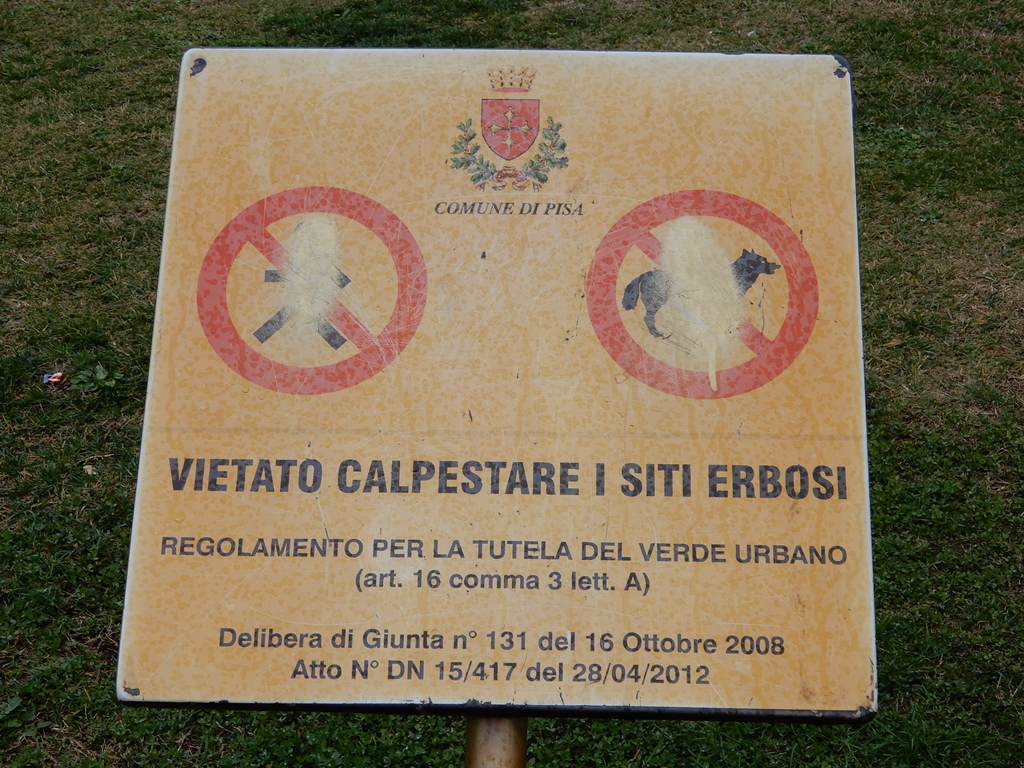 COMUNE DI PISA
VIETATO CALPESTARE I SITI ERBOSI
REGOLAMENTO PER LA TUTELA DEL VERDE URBANO
(art. 16 comma 3 lett. A)
Delibera di Giunta n° 131 del 16 Ottobre 2008
Atto N° DN 15/417 del 28/04/2012